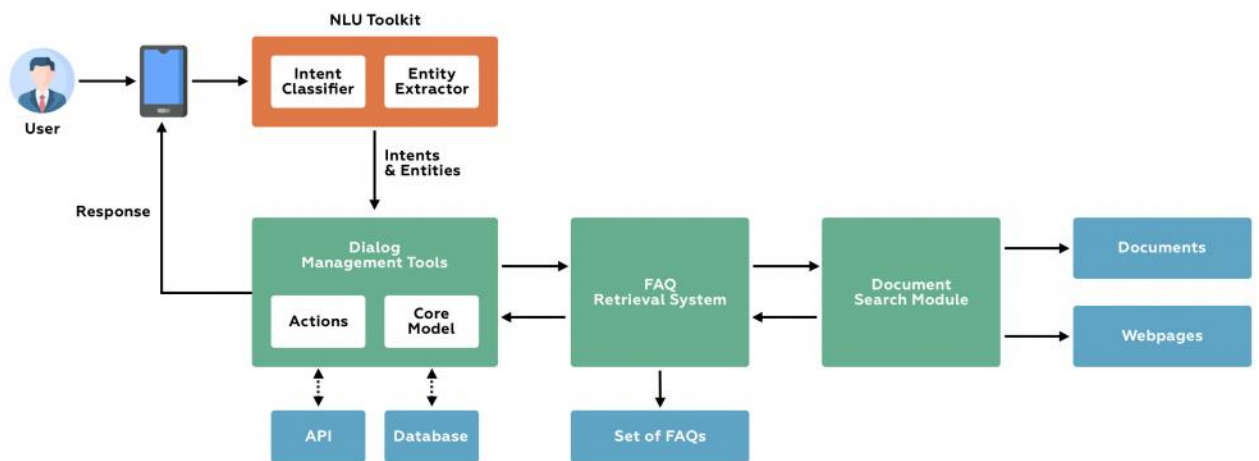 NLU Toolkit
Intent
Classifier
Entity
Extractor
User
Intents
& Entities
Response
Dialog
Management Tools
Actions
Core
Model
FAQ
Retrieval System
Document
Search Module
Documents
Webpages
API
Database
Set of FAQs